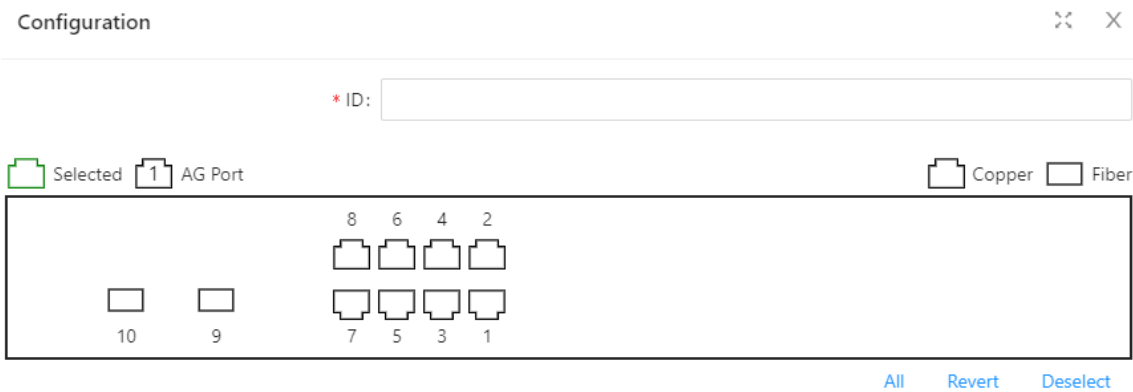 Configuration
* ID:
Selected 1 AG Port Copper Fiber
8 6 4 2
10 9 7 5 3 1
All Revert Deselect